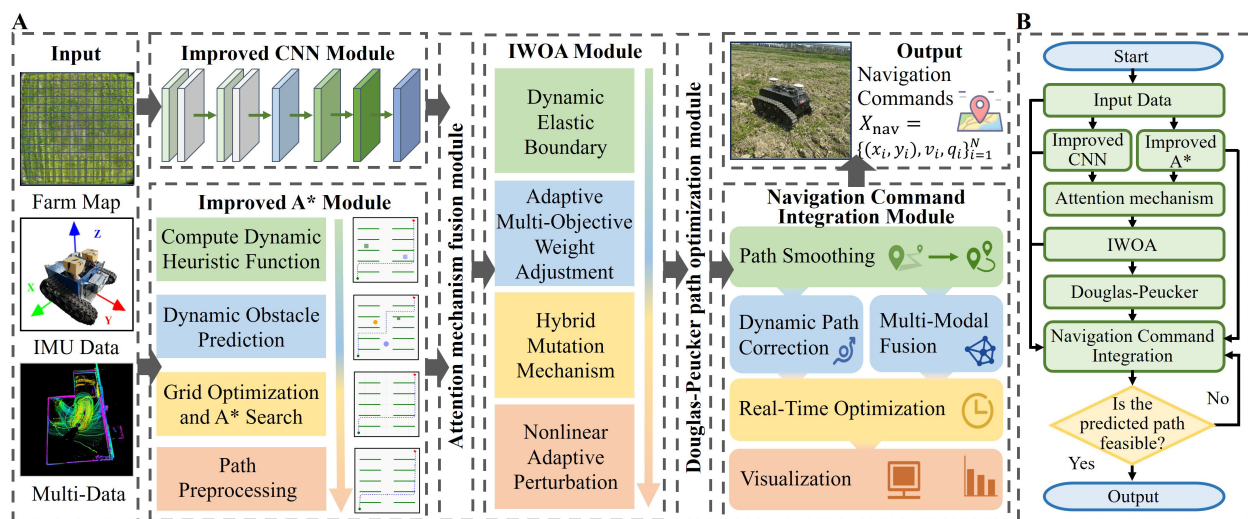 A
Input
Farm Map
Z
X
Y
IMU Data
Multi-Data
Improved CNN Module
Improved A* Module
Compute Dynamic
Heuristic Function
Dynamic Obstacle
Prediction
Grid Optimization
and A* Search
Path
Preprocessing
Attention mechanism fusion module
IWOA Module
Dynamic
Elastic
Boundary
Adaptive
Multi-Objective
Weight
Adjustment
Hybrid
Mutation
Mechanism
Nonlinear
Adaptive
Perturbation
Douglas-Peucker path optimization module
Output
Navigation
Commands
X_nav =
{(x_i, y_i), v_i, q_i}_{i=1}^N
Navigation Command
Integration Module
Path Smoothing
Dynamic Path
Correction
Multi-Modal
Fusion
Real-Time Optimization
Visualization
B
Start
Input Data
Improved
CNN
Improved
A*
Attention mechanism
IWOA
Douglas-Peucker
Navigation Command
Integration
Is the
predicted path
feasible?
No
Yes
Output